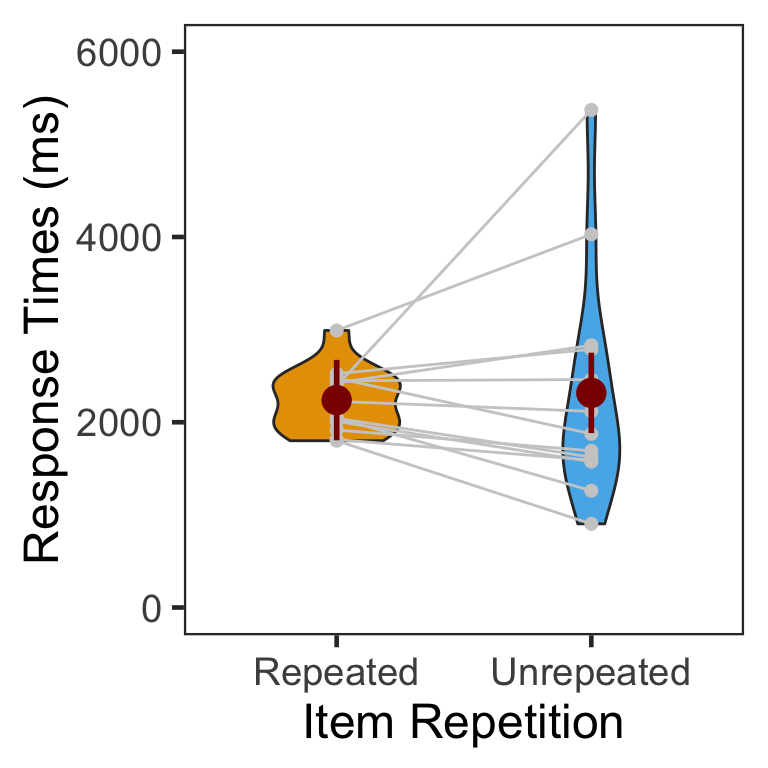 Response Times (ms)
6000
4000
2000
0
Repeated
Unrepeated
Item Repetition